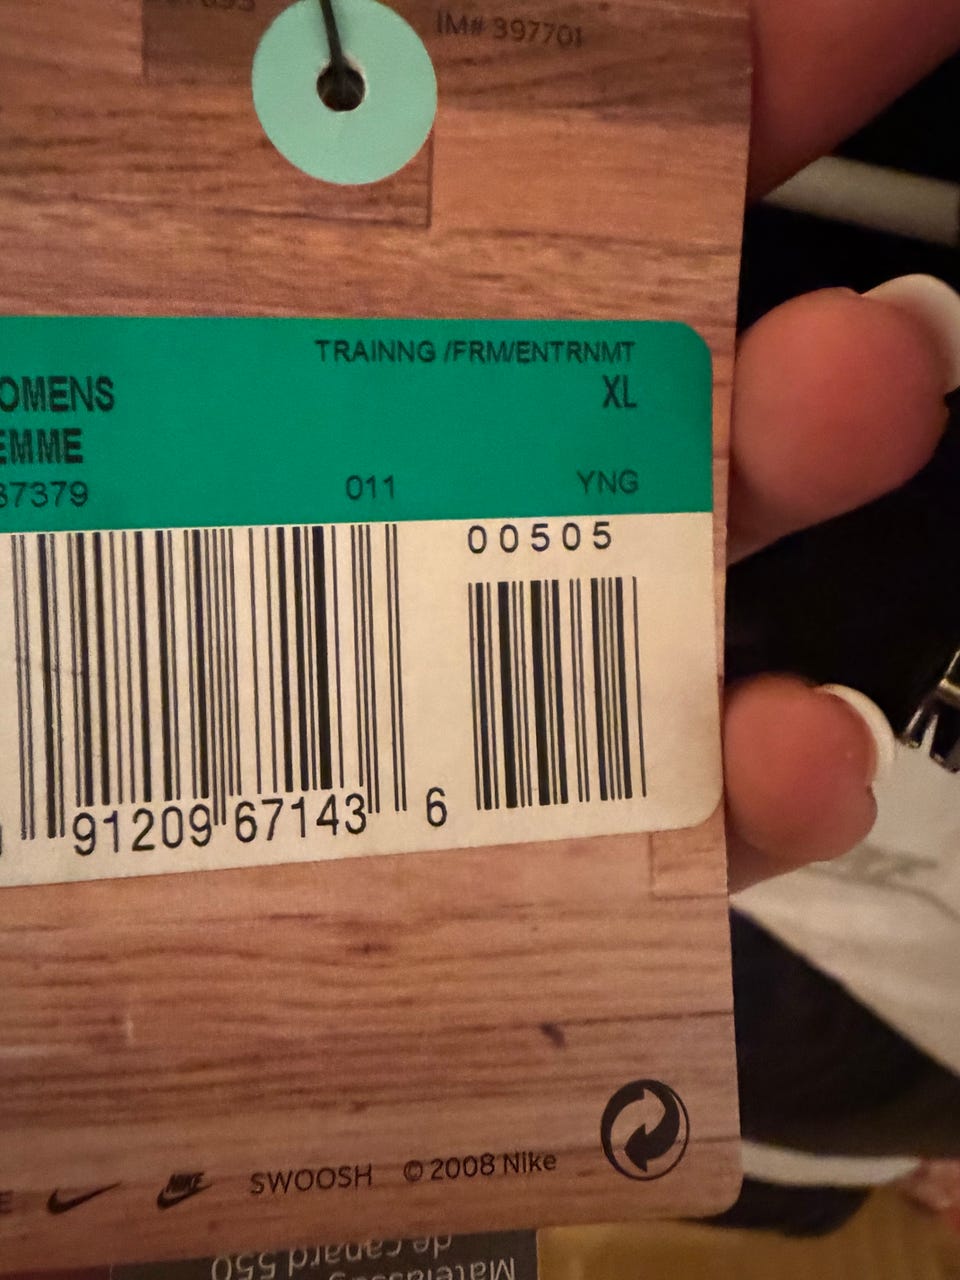 IM# 397701
TRAINNG /FRM/ENTRNMT
OMENS
XL
EMME
37379 011 YNG
00505
91209 67143 6
E NIKE SWOOSH © 2008 Nike
de canard 550